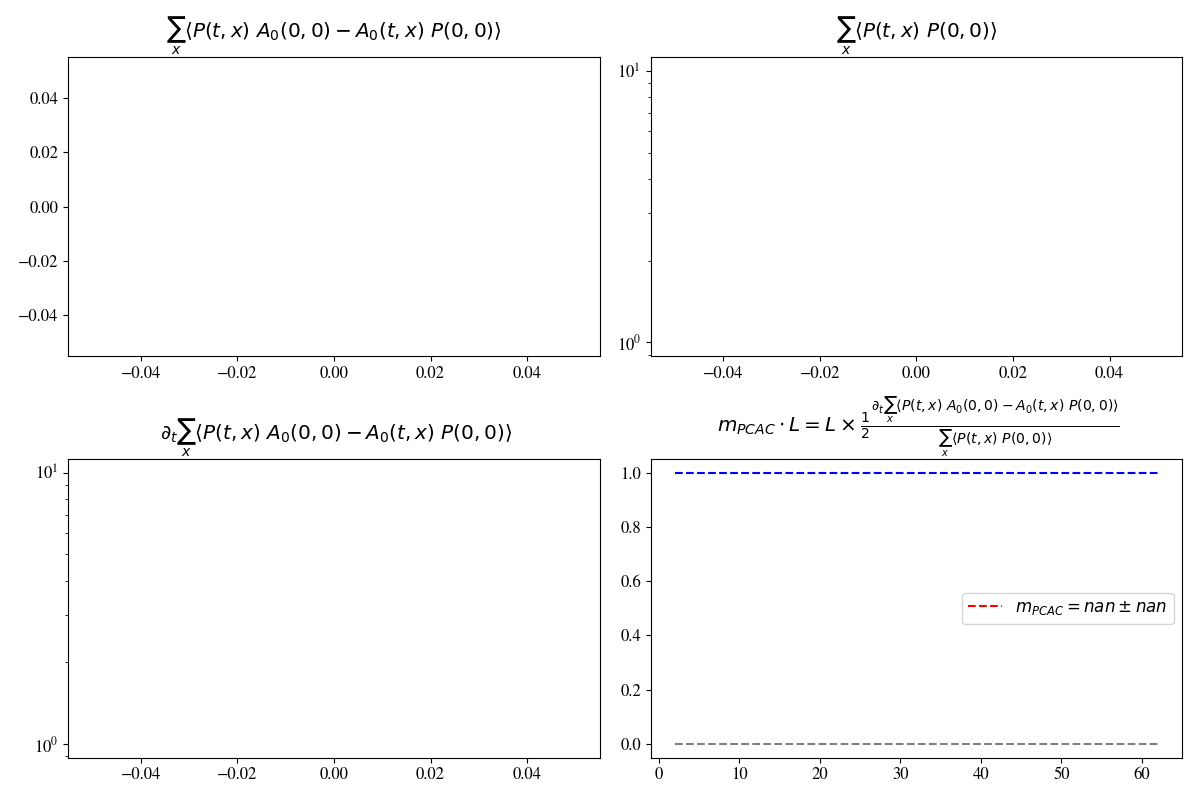 ∑ₓ⟨P(t, x) A₀(0, 0) − A₀(t, x) P(0, 0)⟩
0.04
0.02
0.00
−0.02
−0.04
−0.04 −0.02 0.00 0.02 0.04
∑ₓ⟨P(t, x) P(0, 0)⟩
10¹
10⁰
−0.04 −0.02 0.00 0.02 0.04
∂ₜ∑ₓ⟨P(t, x) A₀(0, 0) − A₀(t, x) P(0, 0)⟩
10¹
10⁰
−0.04 −0.02 0.00 0.02 0.04
m_PCAC · L = L × 1/2 ∂ₜ∑ₓ⟨P(t, x) A₀(0, 0) − A₀(t, x) P(0, 0)⟩ / ∑ₓ⟨P(t, x) P(0, 0)⟩
1.0
0.8
0.6
0.4
0.2
0.0
m_PCAC = nan ± nan
0 10 20 30 40 50 60